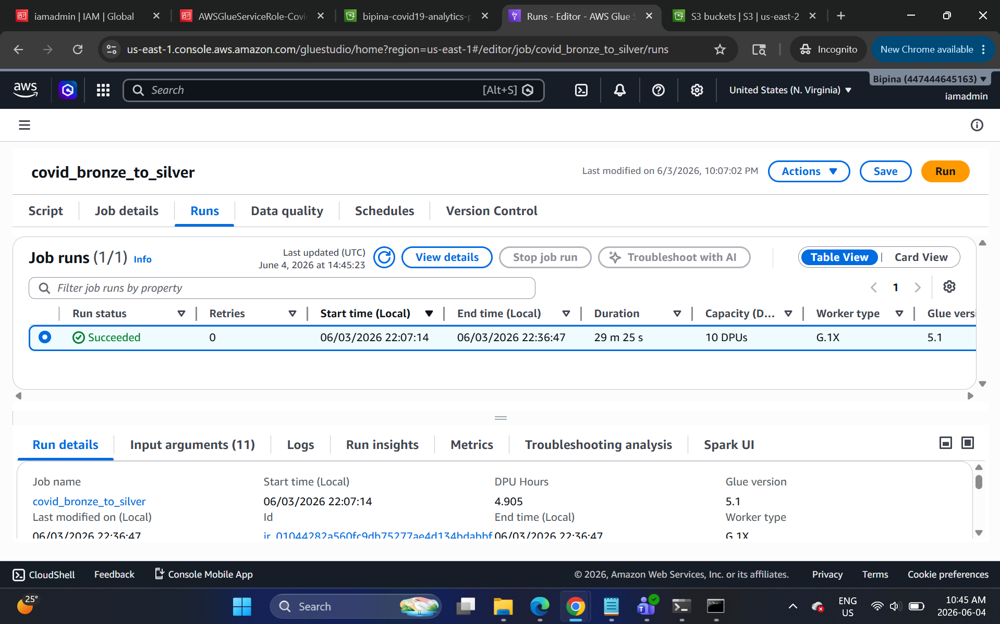 iamadmin | IAM | Global
AWSGlueServiceRole-Covi
bipina-covid19-analytics-p
Runs - Editor - AWS Glue S
S3 buckets | S3 | us-east-2
us-east-1.console.aws.amazon.com/gluestudio/home?region=us-east-1#/editor/job/covid_bronze_to_silver/runs
Incognito
New Chrome available
aws
Search
[Alt+S]
United States (N. Virginia)
Bipina (447444645163)
iamadmin
covid_bronze_to_silver
Last modified on 6/3/2026, 10:07:02 PM
Actions
Save
Run
Script
Job details
Runs
Data quality
Schedules
Version Control
Job runs (1/1) Info
Last updated (UTC)
June 4, 2026 at 14:45:23
View details
Stop job run
Troubleshoot with AI
Table View
Card View
Filter job runs by property
1
Run status
Retries
Start time (Local)
End time (Local)
Duration
Capacity (D...
Worker type
Glue versi
Succeeded
0
06/03/2026 22:07:14
06/03/2026 22:36:47
29 m 25 s
10 DPUs
G.1X
5.1
Run details
Input arguments (11)
Logs
Run insights
Metrics
Troubleshooting analysis
Spark UI
Job name
Start time (Local)
DPU Hours
Glue version
covid_bronze_to_silver
06/03/2026 22:07:14
4.905
5.1
Last modified on (Local)
Id
End time (Local)
Worker type
06/03/2026 22:36:47
jr_01044282a560fc9db75277ae4d134bdabbf
06/03/2026 22:36:47
G.1X
CloudShell
Feedback
Console Mobile App
© 2026, Amazon Web Services, Inc. or its affiliates.
Privacy
Terms
Cookie preferences
25°
Search
ENG
US
10:45 AM
2026-06-04